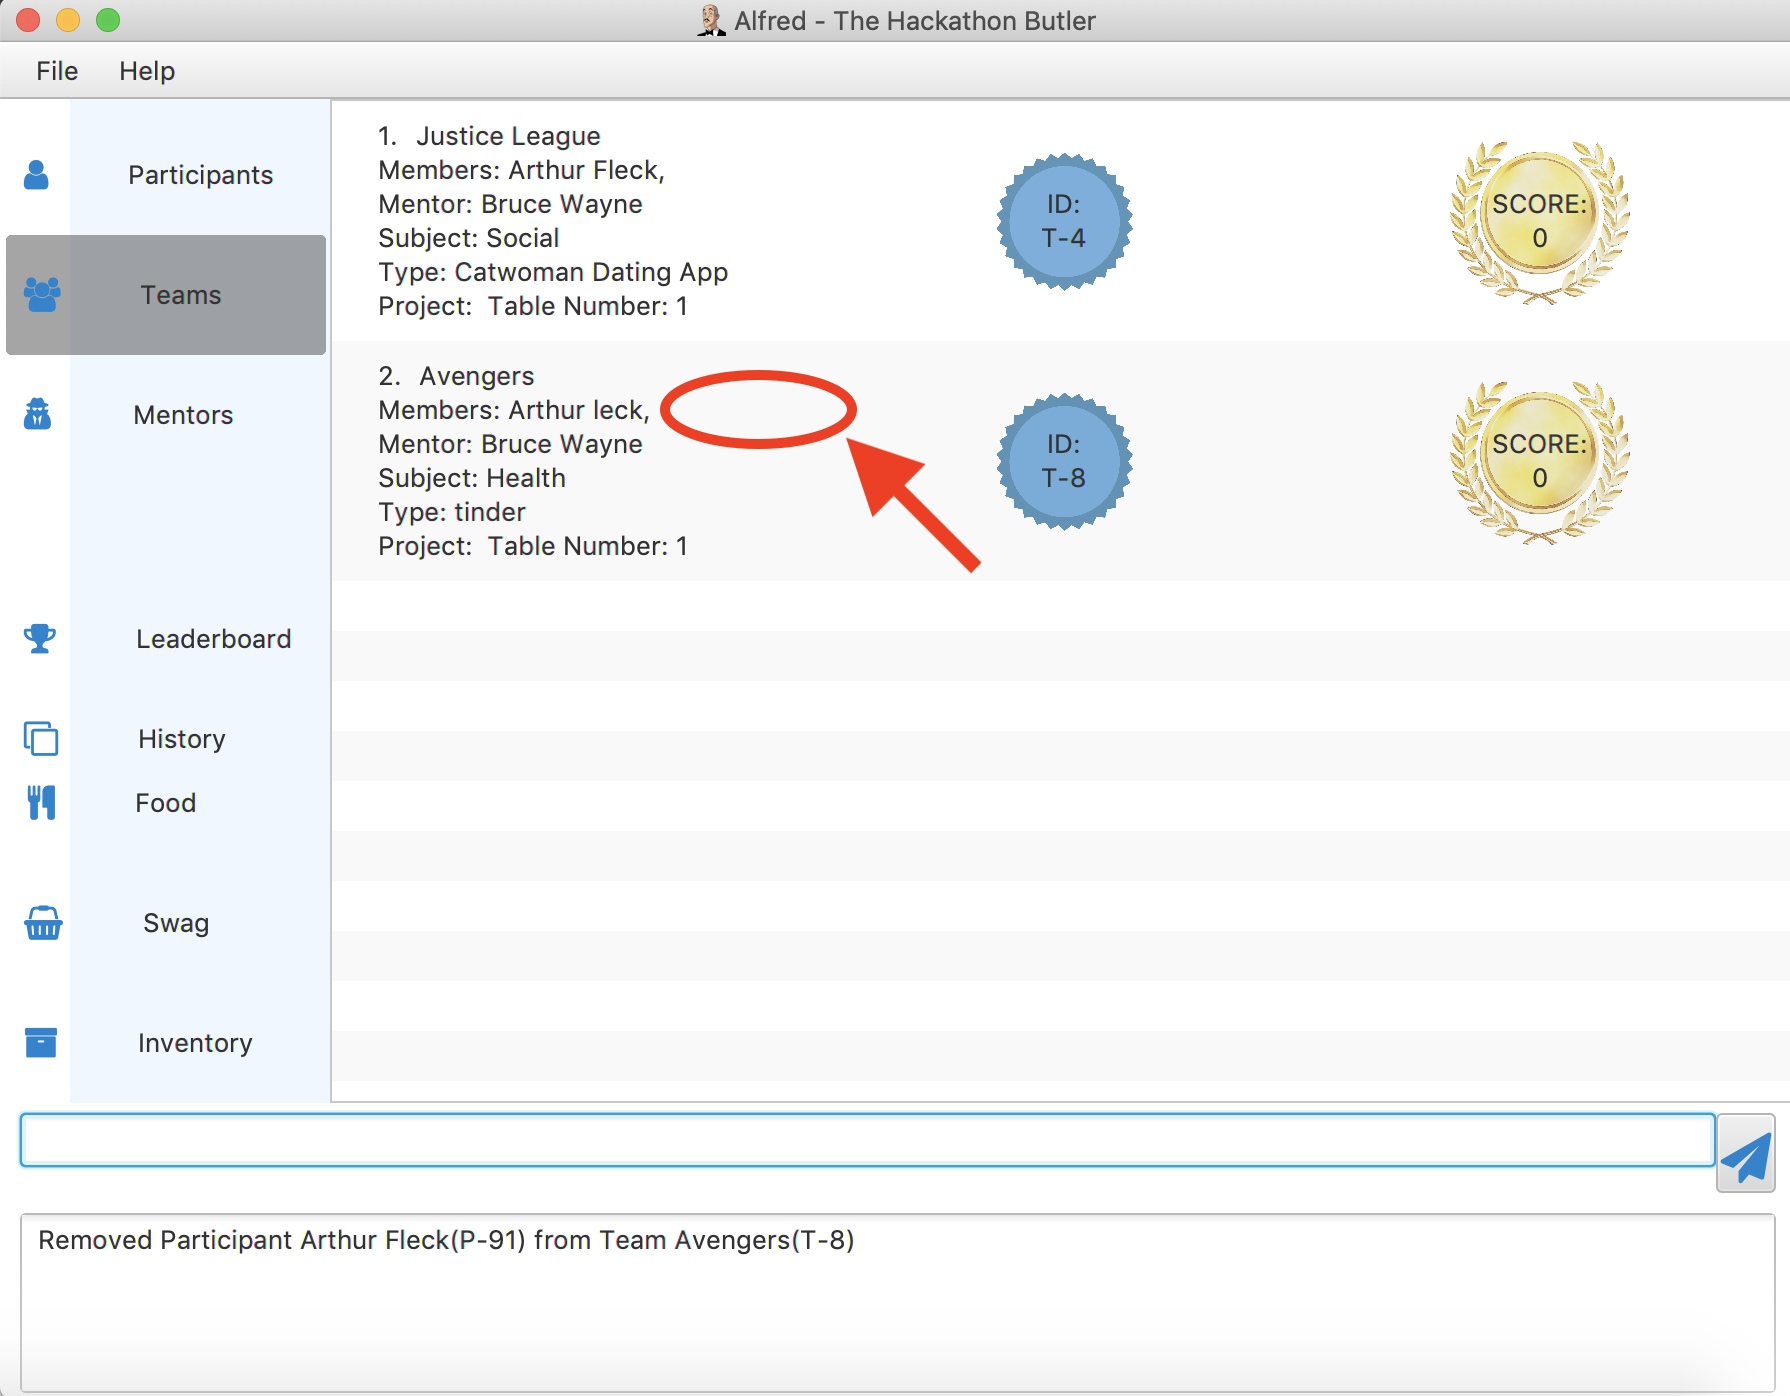 Alfred - The Hackathon Butler
File Help
Participants
Teams
Mentors
Leaderboard
History
Food
Swag
Inventory
1. Justice League
Members: Arthur Fleck,
Mentor: Bruce Wayne
Subject: Social
Type: Catwoman Dating App
Project: Table Number: 1
ID:
T-4
SCORE:
0
2. Avengers
Members: Arthur leck,
Mentor: Bruce Wayne
Subject: Health
Type: tinder
Project: Table Number: 1
ID:
T-8
SCORE:
0
Removed Participant Arthur Fleck(P-91) from Team Avengers(T-8)